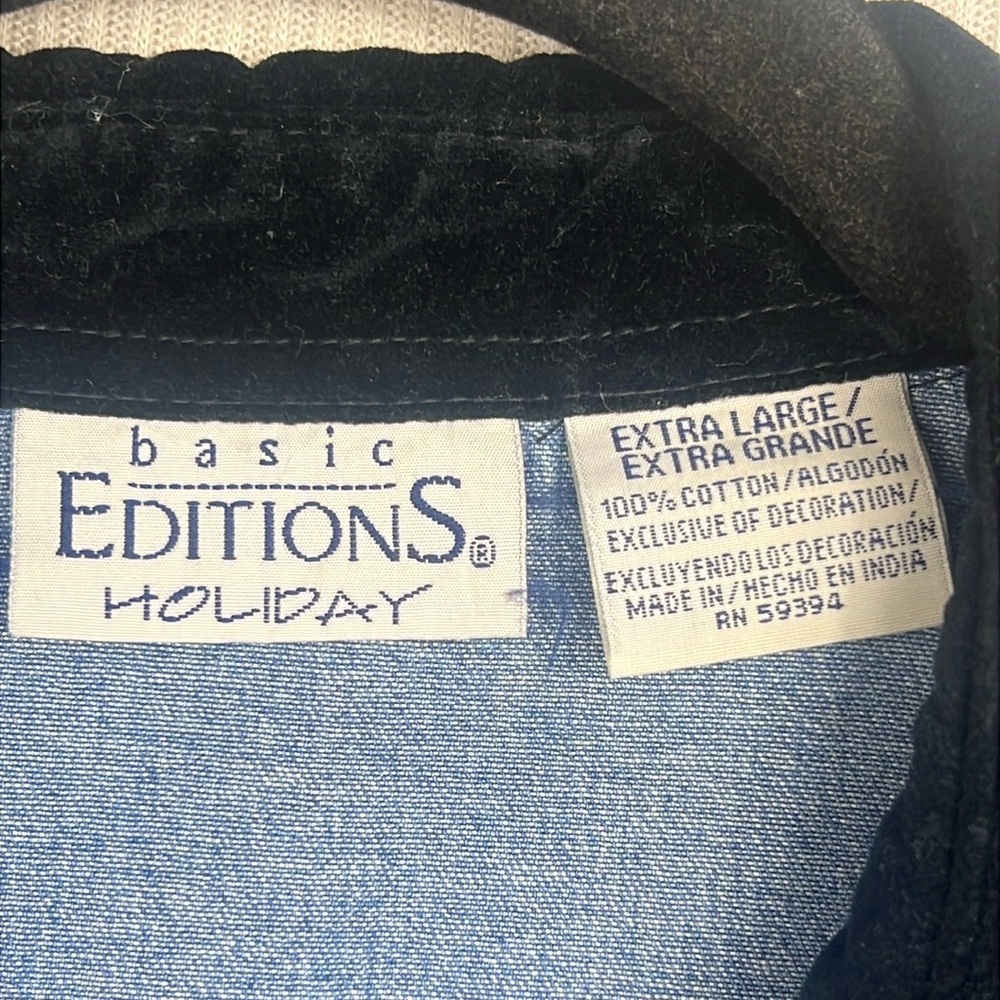 basic
EDITIONS®
HOLIDAY
EXTRA LARGE/
EXTRA GRANDE
100% COTTON/ALGODÓN
EXCLUSIVE OF DECORATION/
EXCLUYENDO LOS DECORACIÓN
MADE IN/HECHO EN INDIA
RN 59394